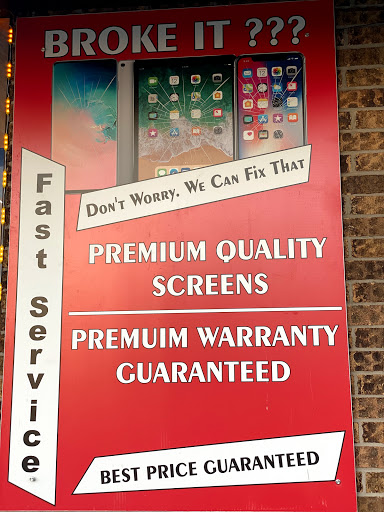 BROKE IT ???
DON'T WORRY. WE CAN FIX THAT
Fast Service
PREMIUM QUALITY
SCREENS
PREMUIM WARRANTY
GUARANTEED
BEST PRICE GUARANTEED